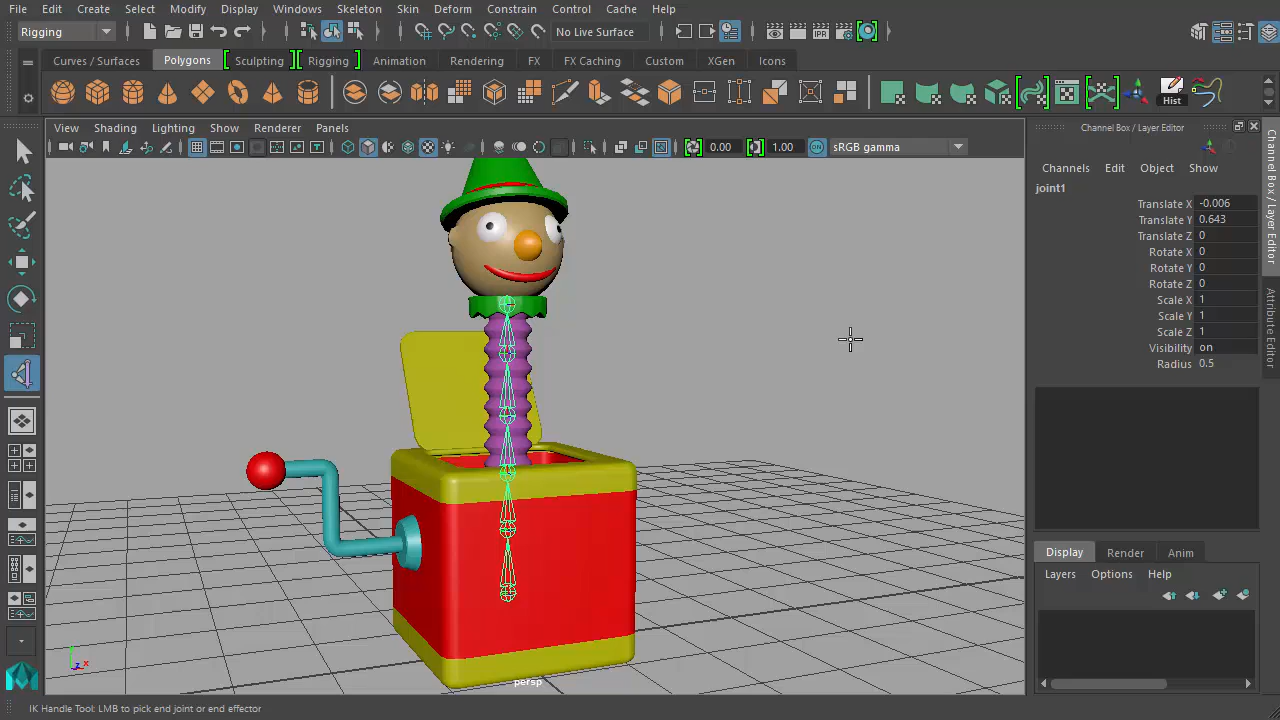 File Edit Create Select Modify Display Windows Skeleton Skin Deform Constrain Control Cache Help
Rigging No Live Surface
Curves / Surfaces Polygons Sculpting Rigging Animation Rendering FX FX Caching Custom XGen Icons
Hist
View Shading Lighting Show Renderer Panels
0.00 1.00 ON sRGB gamma
Channel Box / Layer Editor
Channels Edit Object Show
joint1
Translate X -0.006
Translate Y 0.643
Translate Z 0
Rotate X 0
Rotate Y 0
Rotate Z 0
Scale X 1
Scale Y 1
Scale Z 1
Visibility on
Radius 0.5
Channel Box / Layer Editor
Attribute Editor
Display Render Anim
Layers Options Help
persp
y
z x
IK Handle Tool: LMB to pick end joint or end effector